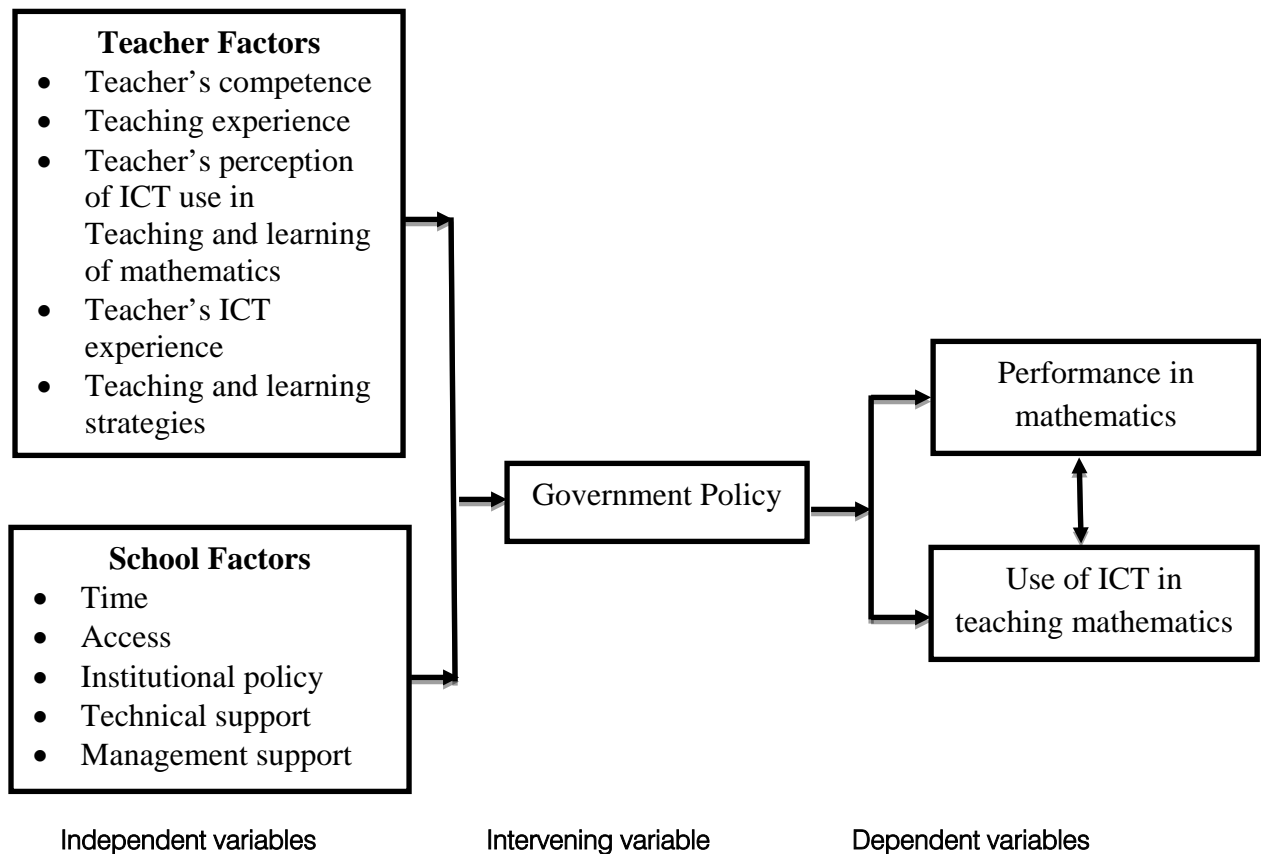 Teacher Factors
• Teacher’s competence
• Teaching experience
• Teacher’s perception
of ICT use in
Teaching and learning
of mathematics
• Teacher’s ICT
experience
• Teaching and learning
strategies
School Factors
• Time
• Access
• Institutional policy
• Technical support
• Management support
Government Policy
Performance in
mathematics
Use of ICT in
teaching mathematics
Independent variables
Intervening variable
Dependent variables